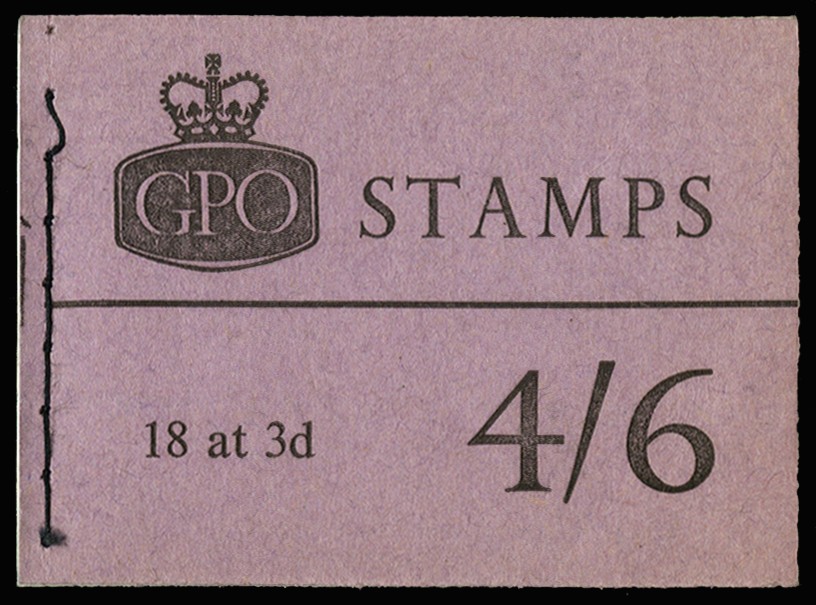 GPO
STAMPS
18 at 3d
4/6